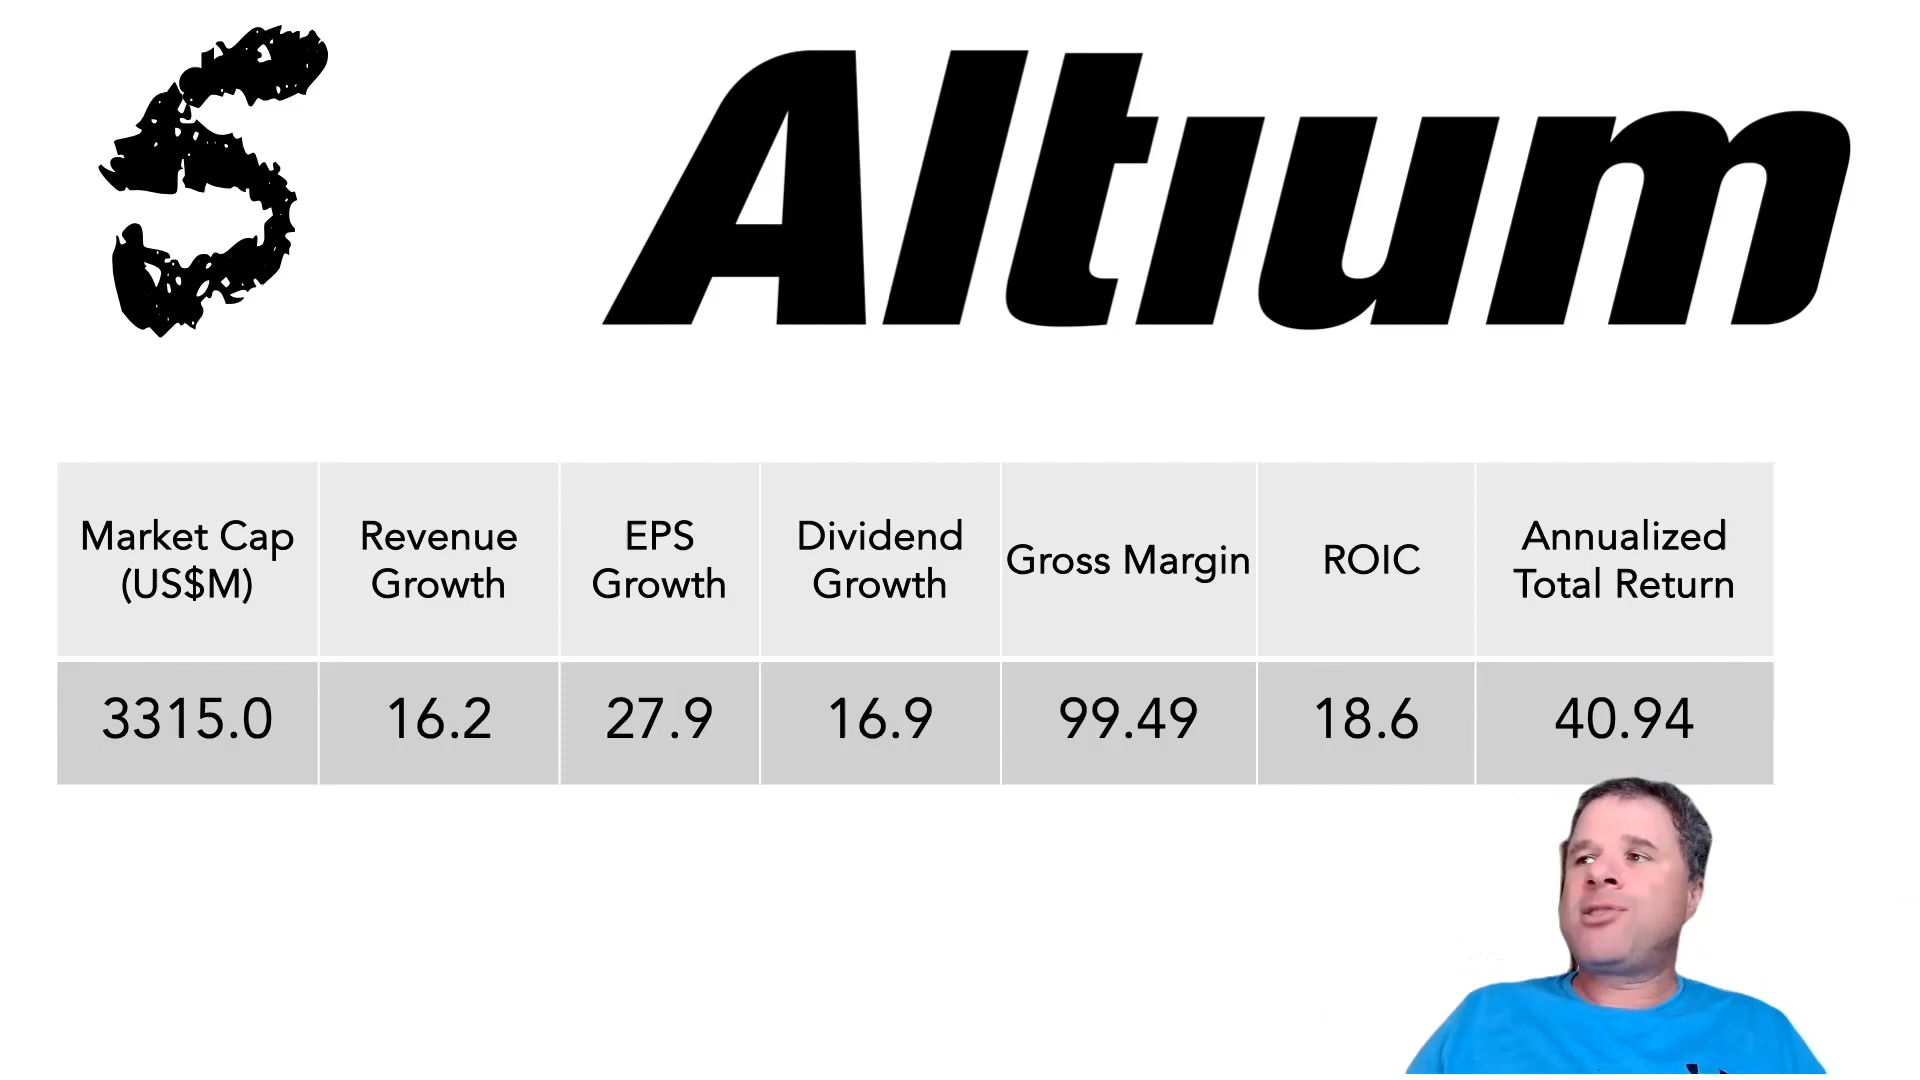 5
Altium
Market Cap (US$M) Revenue Growth EPS Growth Dividend Growth Gross Margin ROIC Annualized Total Return
3315.0 16.2 27.9 16.9 99.49 18.6 40.94